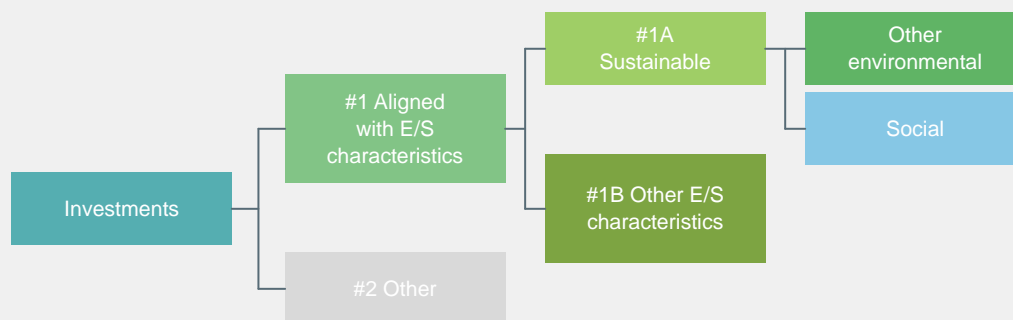 Investments
#1 Aligned
with E/S
characteristics
#2 Other
#1A
Sustainable
#1B Other E/S
characteristics
Other
environmental
Social